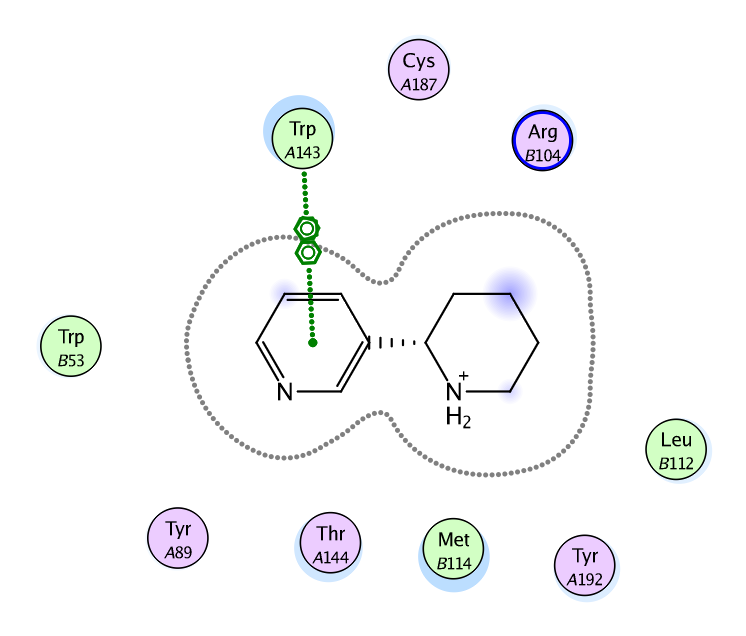 Cys
A187
Trp
A143
Arg
B104
Trp
B53
N
+
N
H2
Leu
B112
Tyr
A89
Thr
A144
Met
B114
Tyr
A192